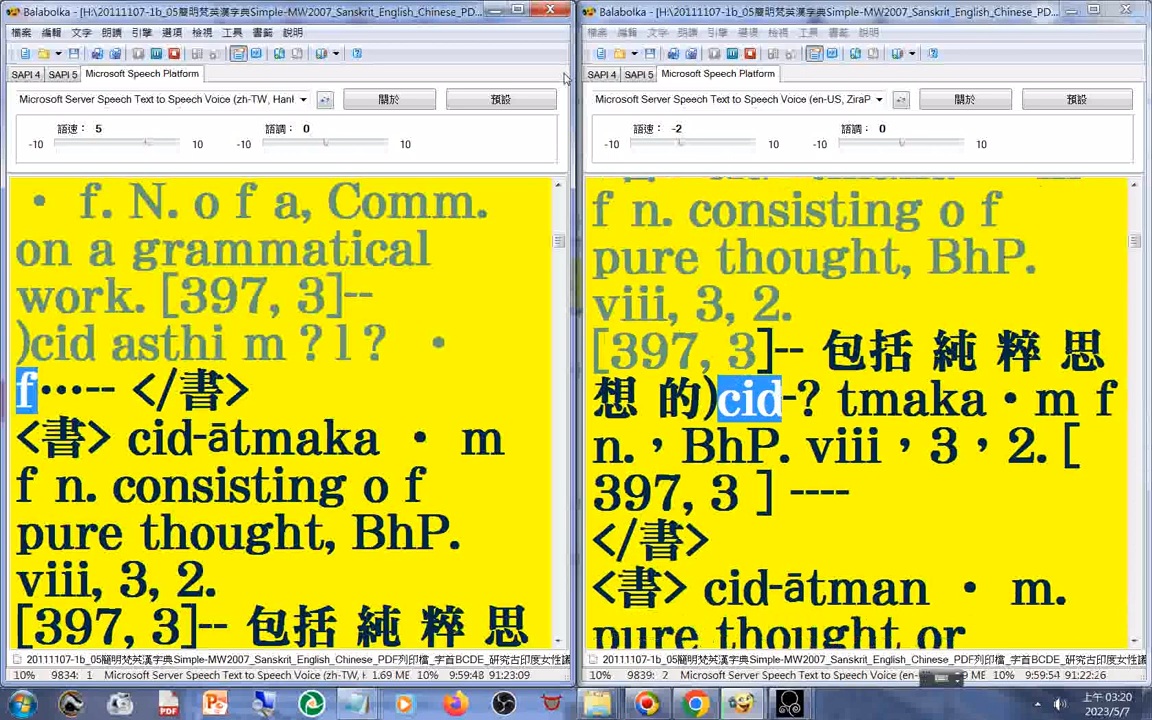 Balabolka - [H:\20111107-1b_05簡明梵英漢字典Simple-MW2007_Sanskrit_English_Chinese_PD...
檔案 編輯 文字 朗讀 引擎 選項 檢視 工具 書籤 說明
SAPI 4 SAPI 5 Microsoft Speech Platform
Microsoft Server Speech Text to Speech Voice (zh-TW, HanH
關於 預設
語速： 5 語調： 0
-10 10 -10 10
• f. N. o f a, Comm.
on a grammatical
work. [397, 3]--
)cid asthi m ? l ? •
f…-- </書>
<書> cid-ātmaka • m
f n. consisting o f
pure thought, BhP.
viii, 3, 2.
[397, 3]-- 包括 純 粹 思
20111107-1b_05簡明梵英漢字典Simple-MW2007_Sanskrit_English_Chinese_PDF列印檔_字首BCDE_研究古印度女性議
10% 9834: 1 Microsoft Server Speech Text to Speech Voice (zh-TW, H 1.69 ME 10% 9:59:48 91:23:09
Balabolka - [H:\20111107-1b_05簡明梵英漢字典Simple-MW2007_Sanskrit_English_Chinese_PD...
檔案 編輯 文字 朗讀 引擎 選項 檢視 工具 書籤 說明
SAPI 4 SAPI 5 Microsoft Speech Platform
Microsoft Server Speech Text to Speech Voice (en-US, ZiraP
關於 預設
語速： -2 語調： 0
-10 10 -10 10
f n. consisting o f
pure thought, BhP.
viii, 3, 2.
[397, 3]-- 包括 純 粹 思
想 的)cid-? tmaka • m f
n.，BhP. viii，3，2. [
397, 3 ] ----
</書>
<書> cid-ātman • m.
pure thought or
20111107-1b_05簡明梵英漢字典Simple-MW2007_Sanskrit_English_Chinese_PDF列印檔_字首BCDE_研究古印度女性議
10% 9839: 2 Microsoft Server Speech Text to Speech Voice (en-US, ME 10% 9:59:54 91:22:26
上午 03:20
2023/5/7